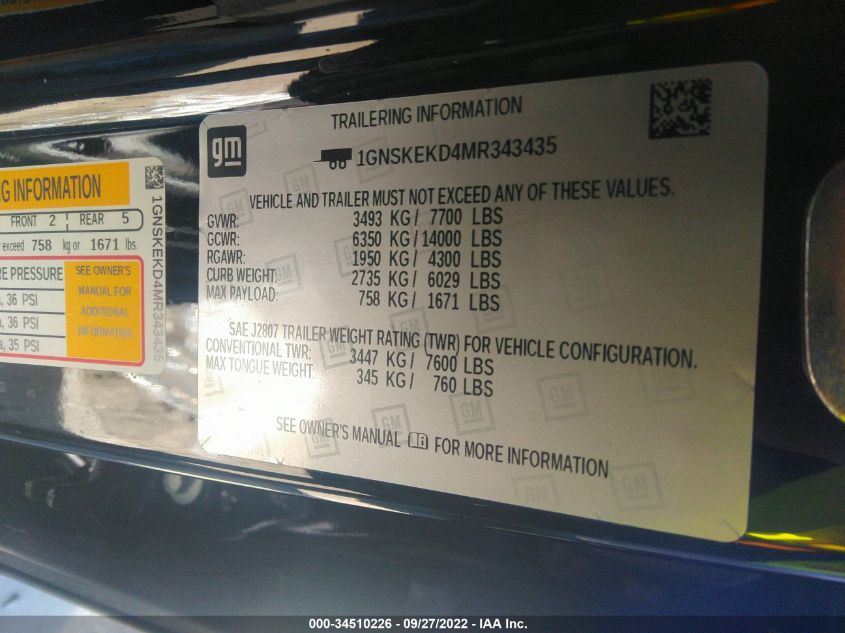 TRAILERING INFORMATION
gm
1GNSKEKD4MR343435
VEHICLE AND TRAILER MUST NOT EXCEED ANY OF THESE VALUES.
GVWR: 3493 KG/ 7700 LBS
GCWR: 6350 KG/14000 LBS
RGAWR: 1950 KG/ 4300 LBS
CURB WEIGHT: 2735 KG/ 6029 LBS
MAX PAYLOAD: 758 KG/ 1671 LBS
SAE J2807 TRAILER WEIGHT RATING (TWR) FOR VEHICLE CONFIGURATION.
CONVENTIONAL TWR: 3447 KG/ 7600 LBS
MAX TONGUE WEIGHT: 345 KG/ 760 LBS
SEE OWNER'S MANUAL FOR MORE INFORMATION
INFORMATION
FRONT 2 REAR 5
exceed 758 kg or 1671 lbs
PRESSURE
36 PSI
36 PSI
35 PSI
SEE OWNER'S
MANUAL FOR
ADDITIONAL
INFORMATION
1GNSKEKD4MR343435
000-34510226 - 09/27/2022 - IAA Inc.